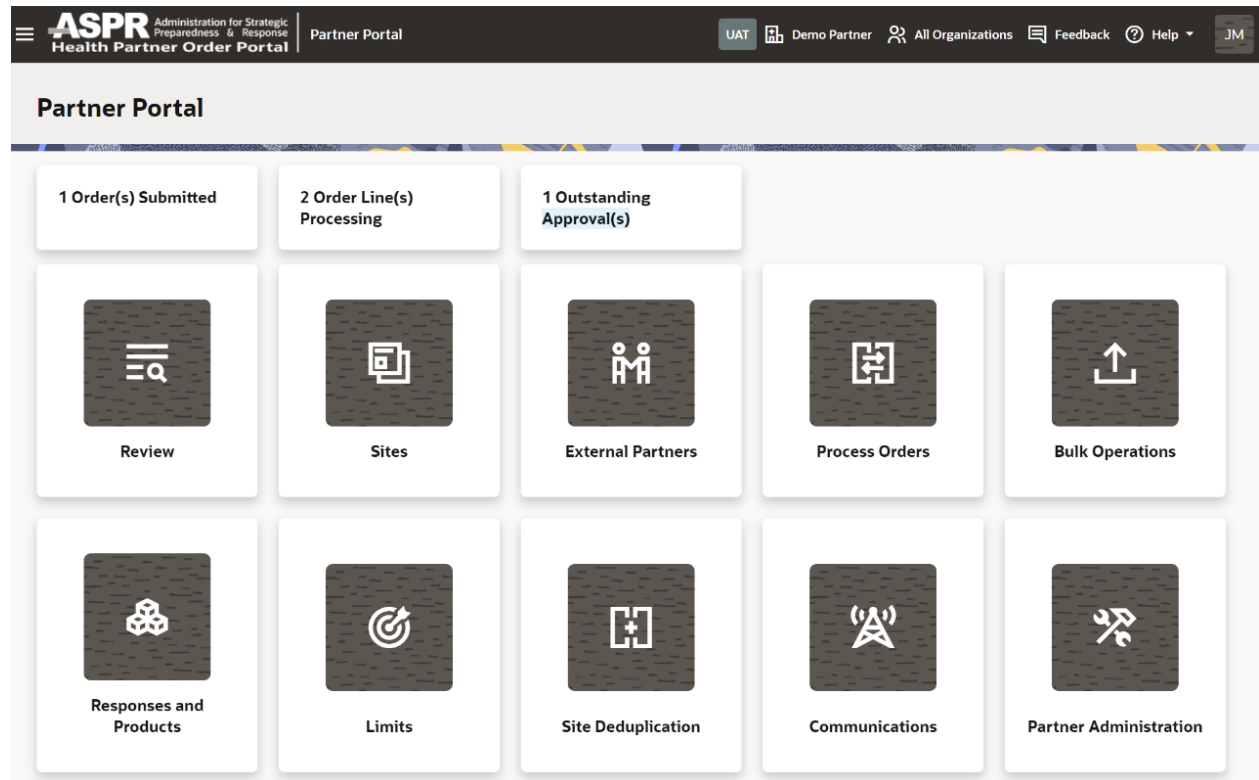 ASPR Administration for Strategic
Preparedness & Response
Health Partner Order Portal
Partner Portal
UAT
Demo Partner
All Organizations
Feedback
Help
JM
Partner Portal
1 Order(s) Submitted
2 Order Line(s)
Processing
1 Outstanding
Approval(s)
Review
Sites
External Partners
Process Orders
Bulk Operations
Responses and
Products
Limits
Site Deduplication
Communications
Partner Administration